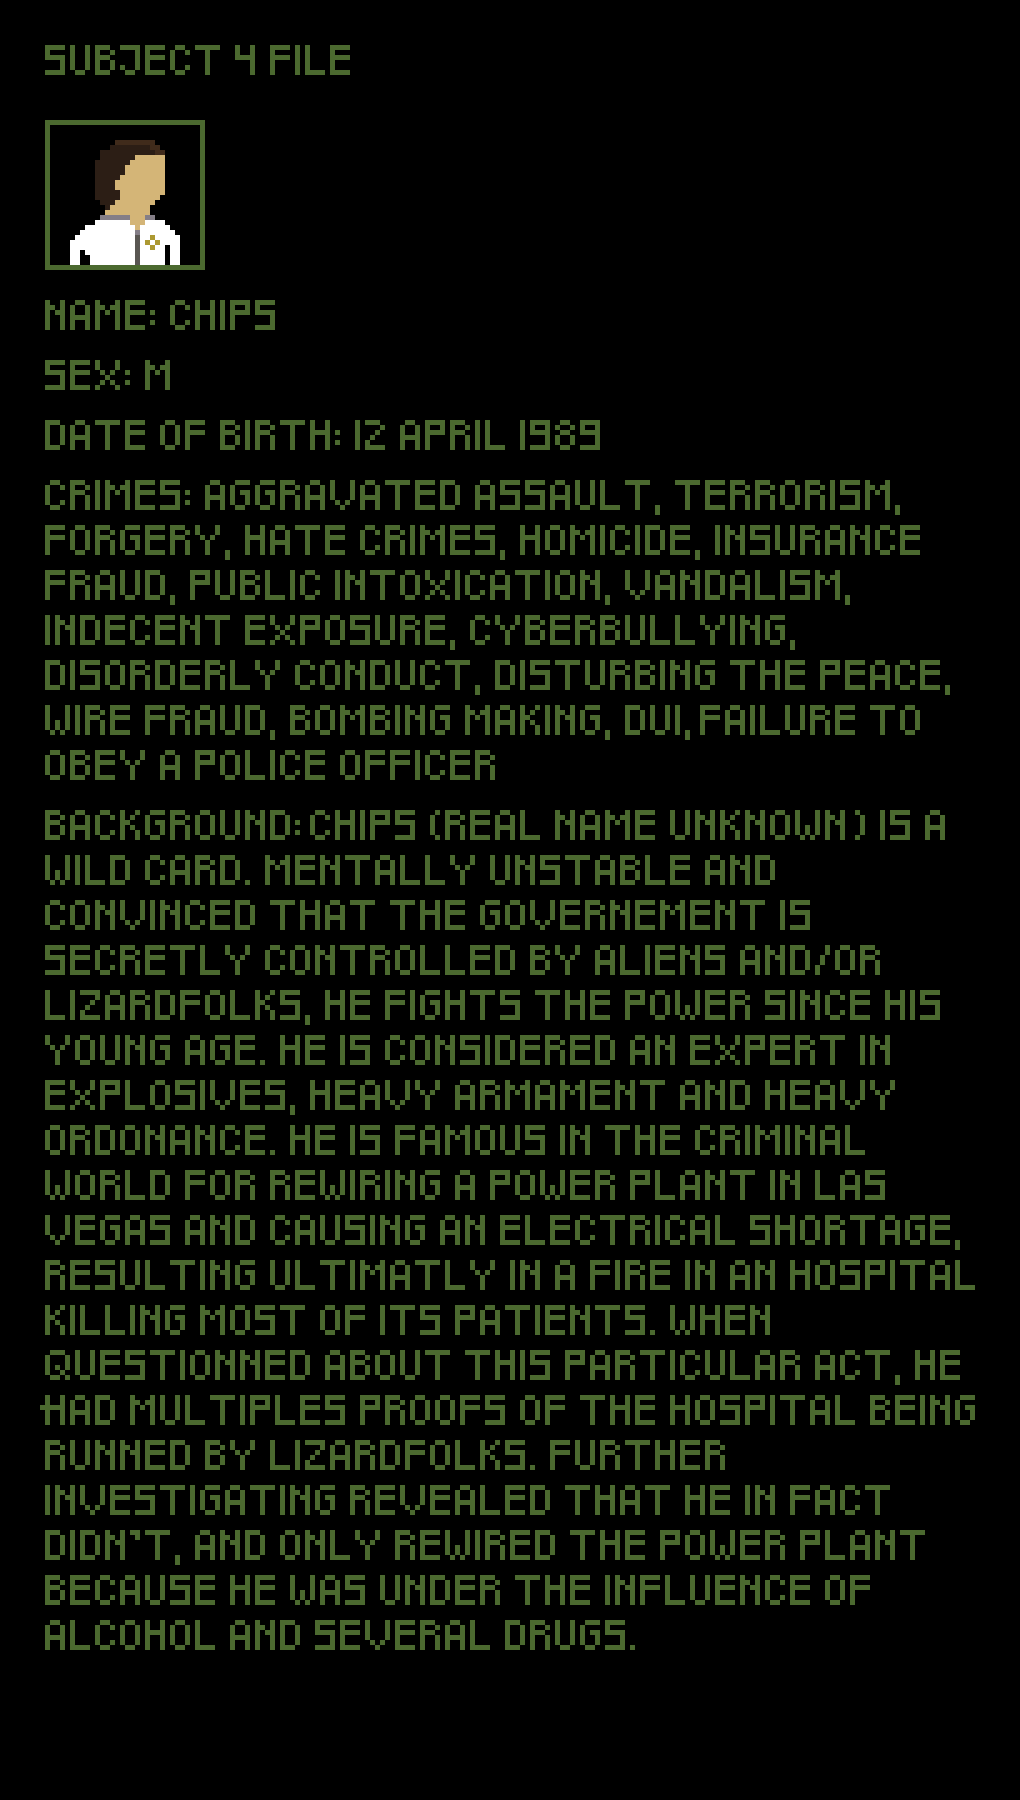 SUBJECT 4 FILE
NAME: CHIPS
SEX: M
DATE OF BIRTH: 12 APRIL 1989
CRIMES: AGGRAVATED ASSAULT, TERRORISM,
FORGERY, HATE CRIMES, HOMICIDE, INSURANCE
FRAUD, PUBLIC INTOXICATION, VANDALISM,
INDECENT EXPOSURE, CYBERBULLYING,
DISORDERLY CONDUCT, DISTURBING THE PEACE,
WIRE FRAUD, BOMBING MAKING, DUI, FAILURE TO
OBEY A POLICE OFFICER
BACKGROUND: CHIPS (REAL NAME UNKNOWN) IS A
WILD CARD. MENTALLY UNSTABLE AND
CONVINCED THAT THE GOVERNEMENT IS
SECRETLY CONTROLLED BY ALIENS AND/OR
LIZARDFOLKS, HE FIGHTS THE POWER SINCE HIS
YOUNG AGE. HE IS CONSIDERED AN EXPERT IN
EXPLOSIVES, HEAVY ARMAMENT AND HEAVY
ORDONANCE. HE IS FAMOUS IN THE CRIMINAL
WORLD FOR REWIRING A POWER PLANT IN LAS
VEGAS AND CAUSING AN ELECTRICAL SHORTAGE,
RESULTING ULTIMATLY IN A FIRE IN AN HOSPITAL
KILLING MOST OF ITS PATIENTS. WHEN
QUESTIONNED ABOUT THIS PARTICULAR ACT, HE
HAD MULTIPLES PROOFS OF THE HOSPITAL BEING
RUNNED BY LIZARDFOLKS. FURTHER
INVESTIGATING REVEALED THAT HE IN FACT
DIDN'T, AND ONLY REWIRED THE POWER PLANT
BECAUSE HE WAS UNDER THE INFLUENCE OF
ALCOHOL AND SEVERAL DRUGS.